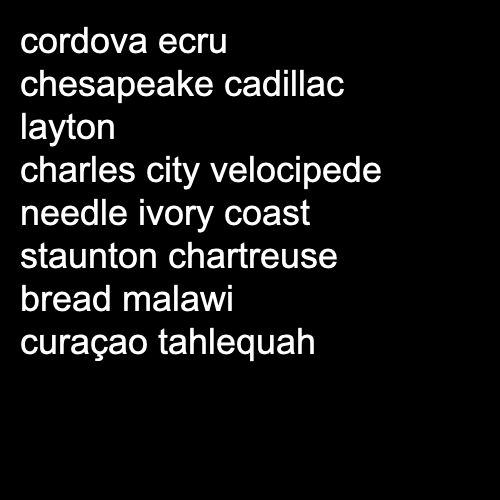 cordova ecru
chesapeake cadillac
layton
charles city velocipede
needle ivory coast
staunton chartreuse
bread malawi
curaçao tahlequah